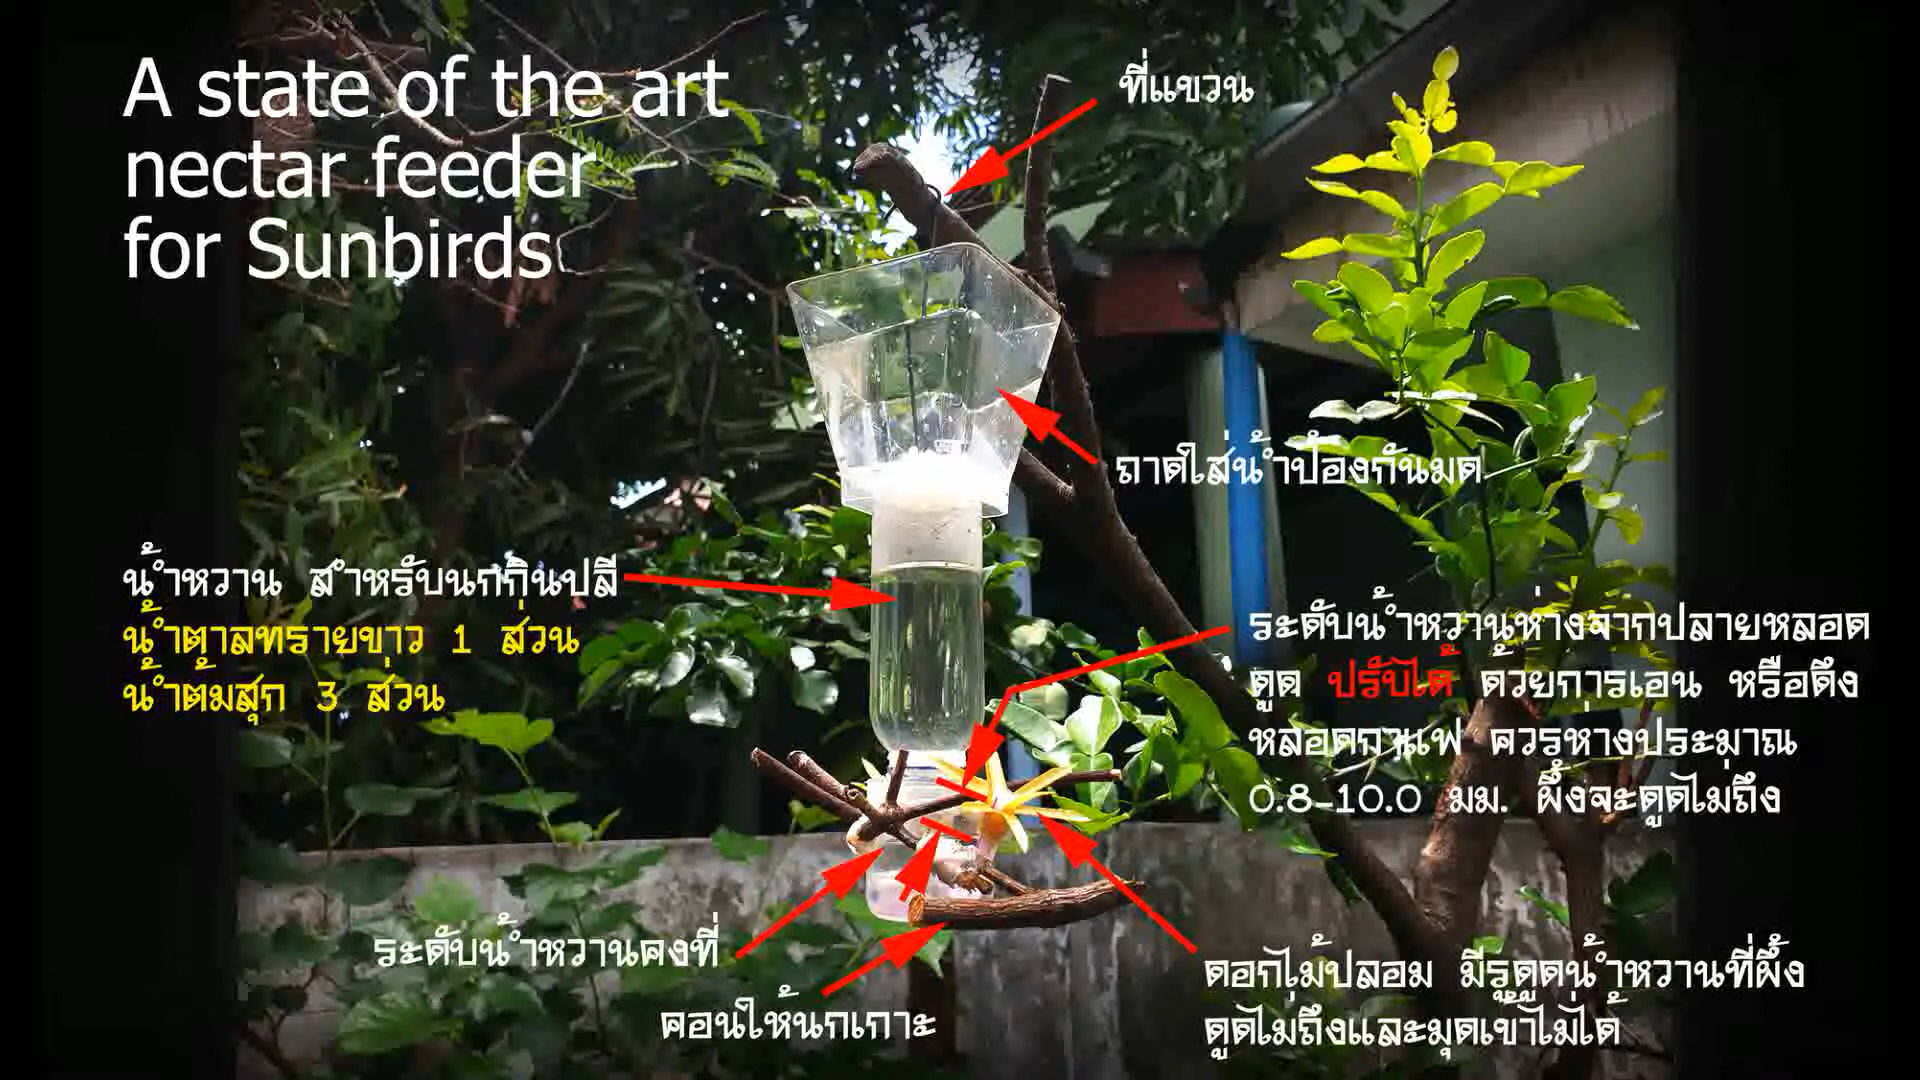 A state of the art
nectar feeder
for Sunbirds
ที่แขวน
ถาดใส่น้ำป้องกันมด
น้ำหวาน สำหรับนกกินปลี
น้ำตาลทรายขาว 1 ส่วน
น้ำต้มสุก 3 ส่วน
ระดับน้ำหวานห่างจากปลายหลอด
ดูด ปรับได้ ด้วยการเอน หรือดึง
หลอดกาแฟ ควรห่างประมาณ
0.8-10.0 มม. ผึ้งจะดูดไม่ถึง
ระดับน้ำหวานคงที่
คอนให้นกเกาะ
ดอกไม้ปลอม มีรูดูดน้ำหวานที่ผึ้ง
ดูดไม่ถึงและมุดเข้าไม่ได้